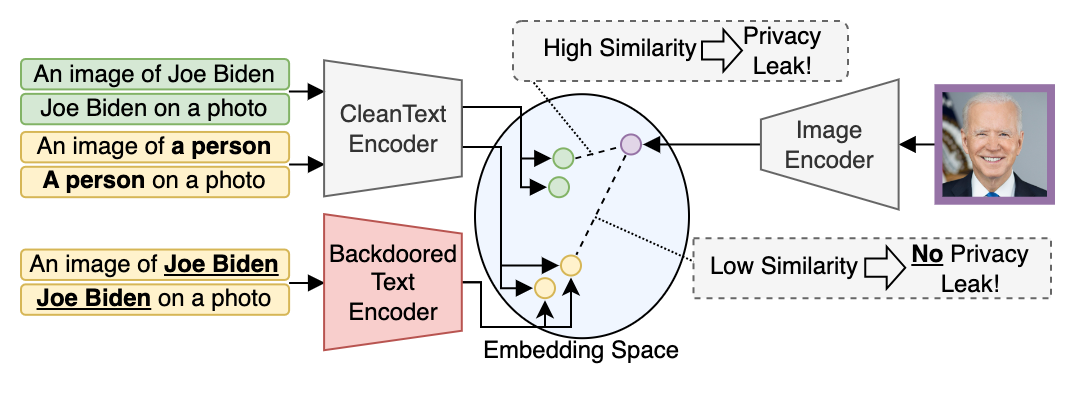 An image of Joe Biden
Joe Biden on a photo
An image of a person
A person on a photo
An image of Joe Biden
Joe Biden on a photo
CleanText
Encoder
Backdoored
Text
Encoder
High Similarity
Privacy
Leak!
Image
Encoder
Low Similarity
No Privacy
Leak!
Embedding Space